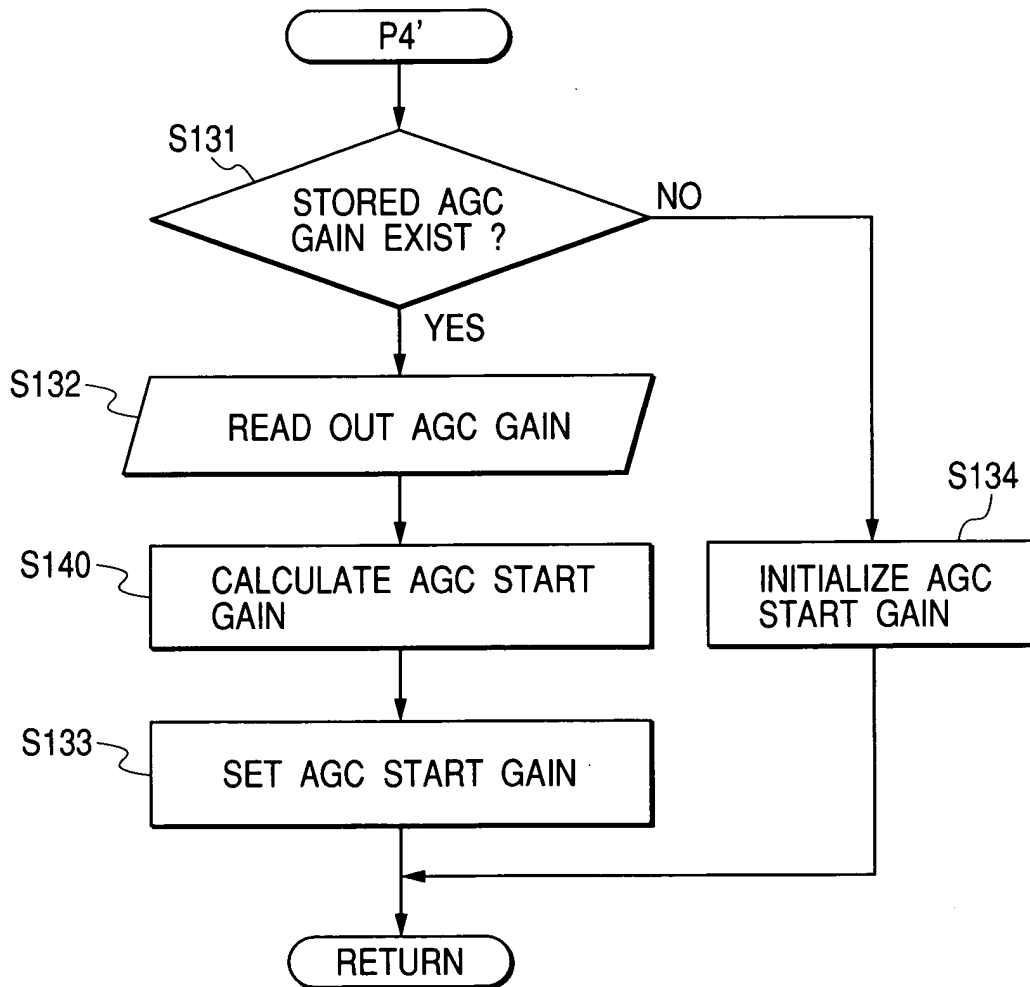 P4'
S131
STORED AGC
GAIN EXIST ?
NO
YES
S132
READ OUT AGC GAIN
S134
S140
CALCULATE AGC START
GAIN
INITIALIZE AGC
START GAIN
S133
SET AGC START GAIN
RETURN